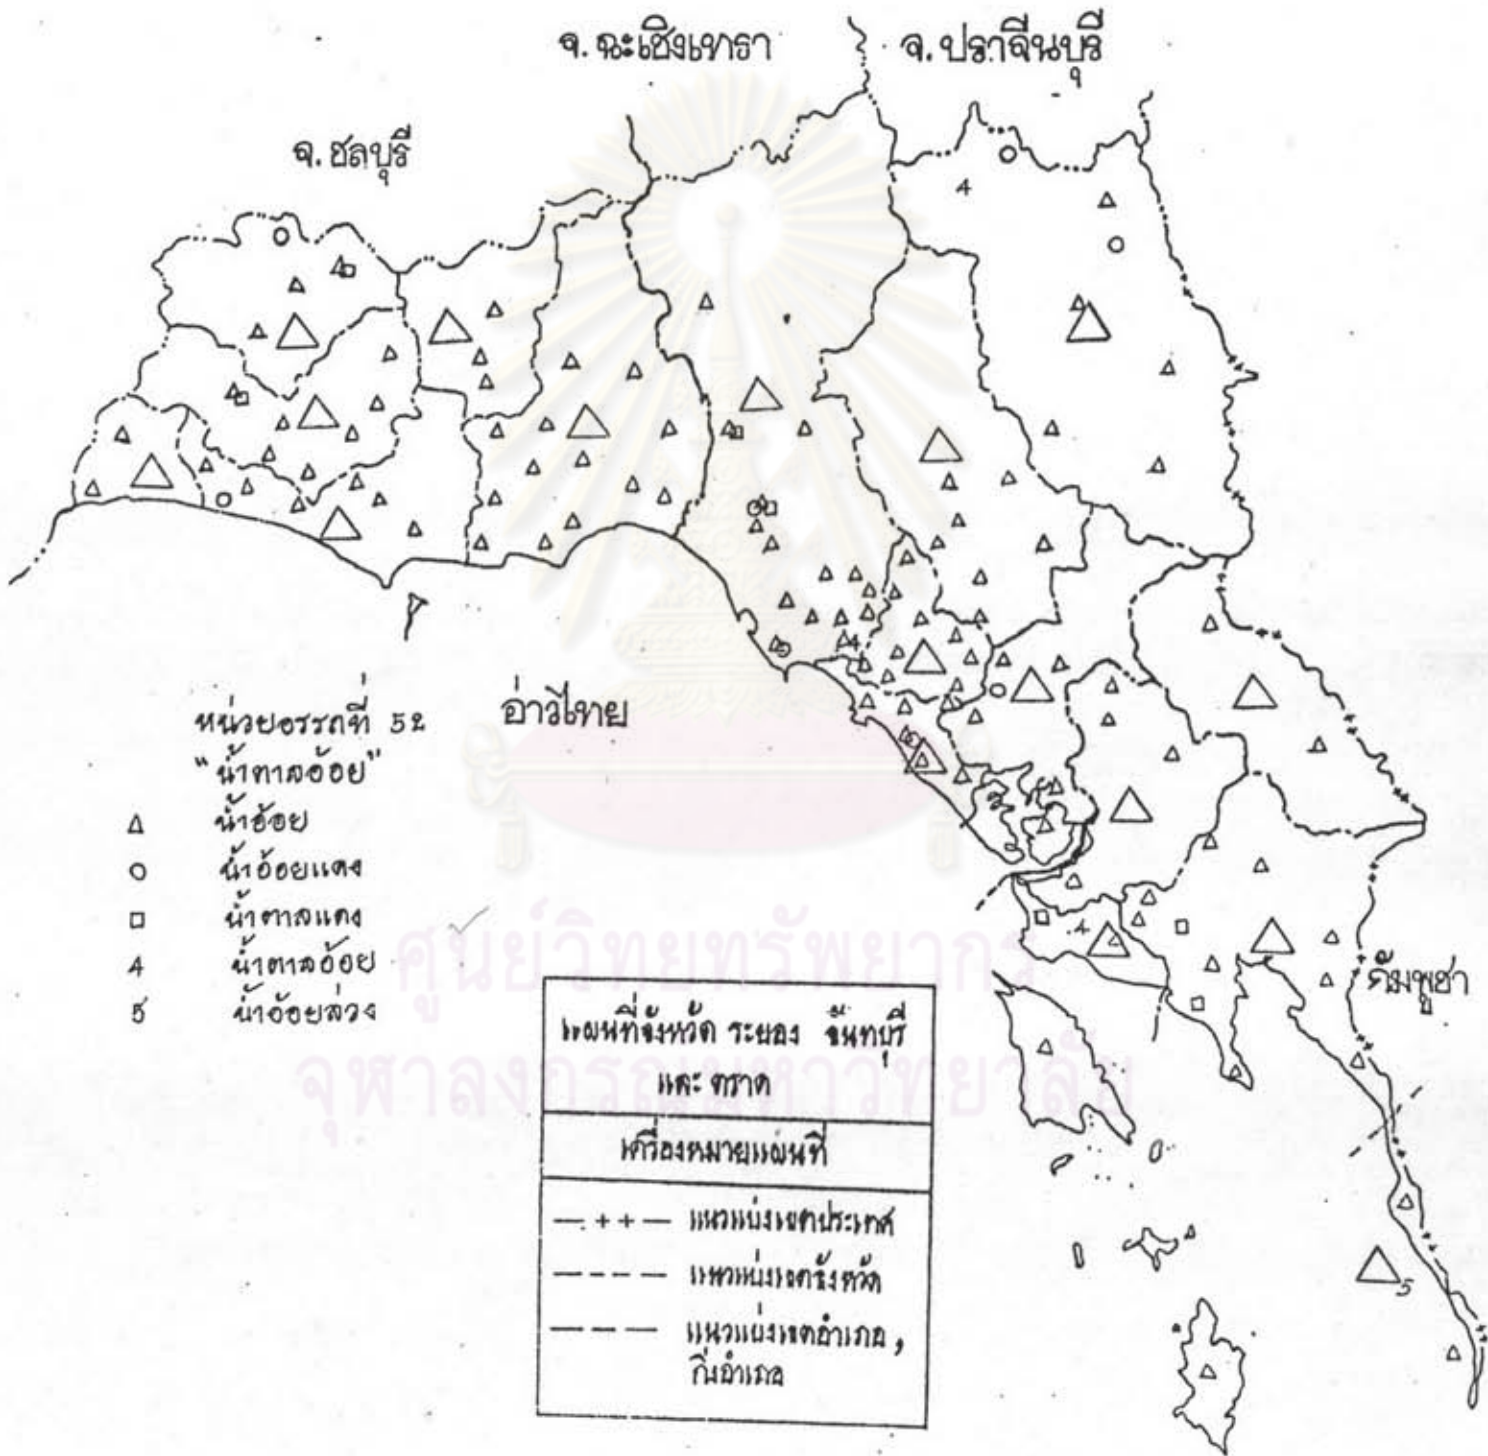 จ.ฉะเชิงเทรา
จ.ปราจีนบุรี
จ.ชลบุรี
อ่าวไทย
หน่วยอรรถที่ 52
"น้ำตาลอ้อย"
△ น้ำอ้อย
○ น้ำอ้อยแดง
□ น้ำตาลแดง
4 น้ำตาลอ้อย
5 น้ำอ้อยล่วง
กัมพูชา
ศูนย์วิทยทรัพยากร
จุฬาลงกรณ์มหาวิทยาลัย
แผนที่จังหวัด ระยอง จันทบุรี
และ ตราด
เครื่องหมายแผนที่
—.++— แนวแบ่งเขตประเทศ
—---— แนวแบ่งเขตจังหวัด
———— แนวแบ่งเขตอำเภอ,
กิ่งอำเภอ
4
4
4
5